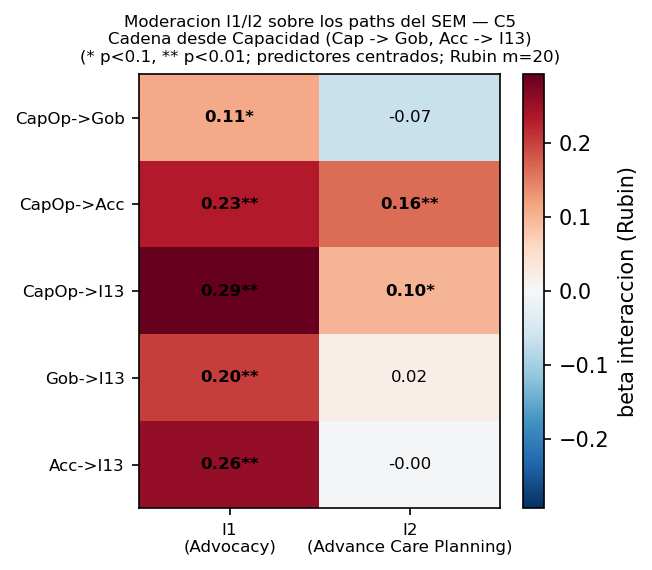 Moderacion I1/I2 sobre los paths del SEM — C5
Cadena desde Capacidad (Cap -> Gob, Acc -> I13)
(* p<0.1, ** p<0.01; predictores centrados; Rubin m=20)
CapOp->Gob
0.11*
-0.07
CapOp->Acc
0.23**
0.16**
CapOp->I13
0.29**
0.10*
Gob->I13
0.20**
0.02
Acc->I13
0.26**
-0.00
I1
(Advocacy)
I2
(Advance Care Planning)
0.2
0.1
0.0
−0.1
−0.2
beta interaccion (Rubin)